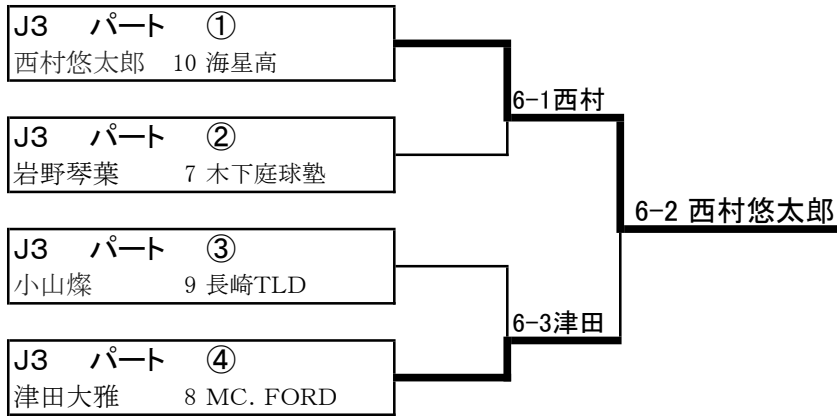 J3 パート ①
西村悠太郎 10 海星高
6-1西村
J3 パート ②
岩野琴葉 7 木下庭球塾
6-2 西村悠太郎
J3 パート ③
小山燦 9 長崎TLD
6-3津田
J3 パート ④
津田大雅 8 MC. FORD